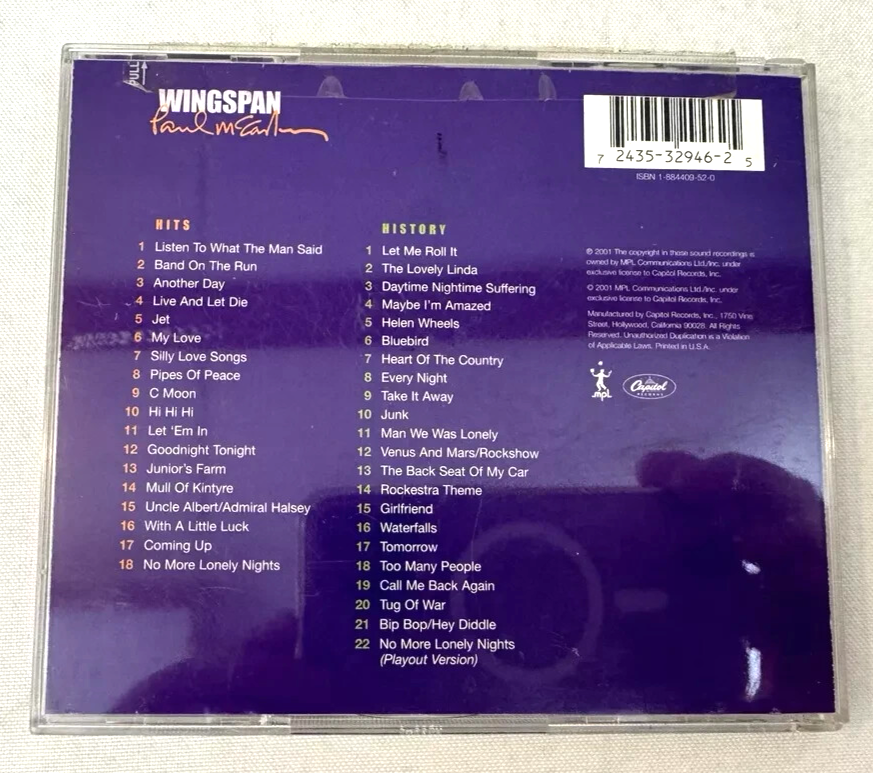 PULL
WINGSPAN
Paul McCartney
7 2435-32946-2 5
ISBN 1-884409-52-0
HITS
1 Listen To What The Man Said
2 Band On The Run
3 Another Day
4 Live And Let Die
5 Jet
6 My Love
7 Silly Love Songs
8 Pipes Of Peace
9 C Moon
10 Hi Hi Hi
11 Let 'Em In
12 Goodnight Tonight
13 Junior's Farm
14 Mull Of Kintyre
15 Uncle Albert/Admiral Halsey
16 With A Little Luck
17 Coming Up
18 No More Lonely Nights
HISTORY
1 Let Me Roll It
2 The Lovely Linda
3 Daytime Nightime Suffering
4 Maybe I'm Amazed
5 Helen Wheels
6 Bluebird
7 Heart Of The Country
8 Every Night
9 Take It Away
10 Junk
11 Man We Was Lonely
12 Venus And Mars/Rockshow
13 The Back Seat Of My Car
14 Rockestra Theme
15 Girlfriend
16 Waterfalls
17 Tomorrow
18 Too Many People
19 Call Me Back Again
20 Tug Of War
21 Bip Bop/Hey Diddle
22 No More Lonely Nights
(Playout Version)
℗ 2001 The copyright in these sound recordings is
owned by MPL Communications Ltd./Inc. under
exclusive license to Capitol Records, Inc.
© 2001 MPL Communications Ltd./Inc. under
exclusive license to Capitol Records, Inc.
Manufactured by Capitol Records, Inc., 1750 Vine
Street, Hollywood, California 90028. All Rights
Reserved. Unauthorized Duplication is a Violation
of Applicable Laws. Printed in U.S.A.
MPL
Capitol
RECORDS